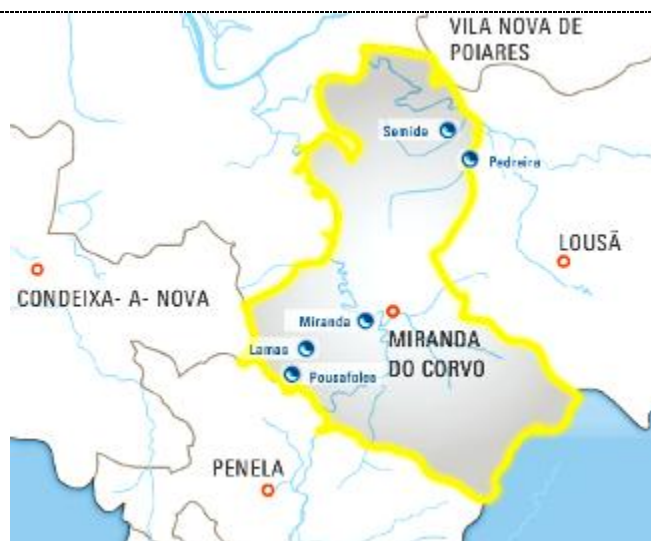 VILA NOVA DE
POIARES
Semide
Pedreira
LOUSÃ
CONDEIXA- A- NOVA
Miranda
MIRANDA
DO CORVO
Lamas
Pousafoles
PENELA